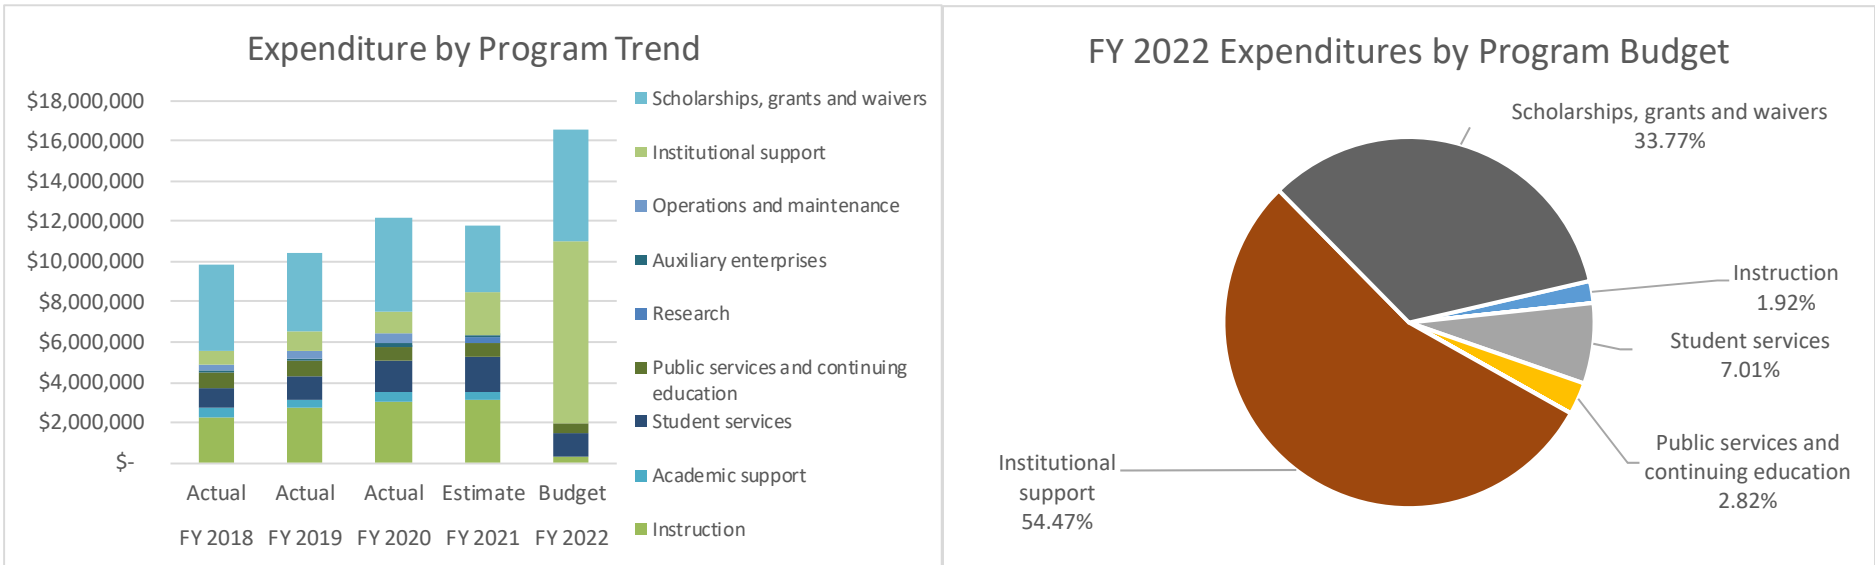 Expenditure by Program Trend
$18,000,000
$16,000,000
$14,000,000
$12,000,000
$10,000,000
$8,000,000
$6,000,000
$4,000,000
$2,000,000
$-
Actual Actual Actual Estimate Budget
FY 2018 FY 2019 FY 2020 FY 2021 FY 2022
Scholarships, grants and waivers
Institutional support
Operations and maintenance
Auxiliary enterprises
Research
Public services and continuing
education
Student services
Academic support
Instruction
FY 2022 Expenditures by Program Budget
Scholarships, grants and waivers
33.77%
Instruction
1.92%
Student services
7.01%
Public services and
continuing education
2.82%
Institutional
support
54.47%